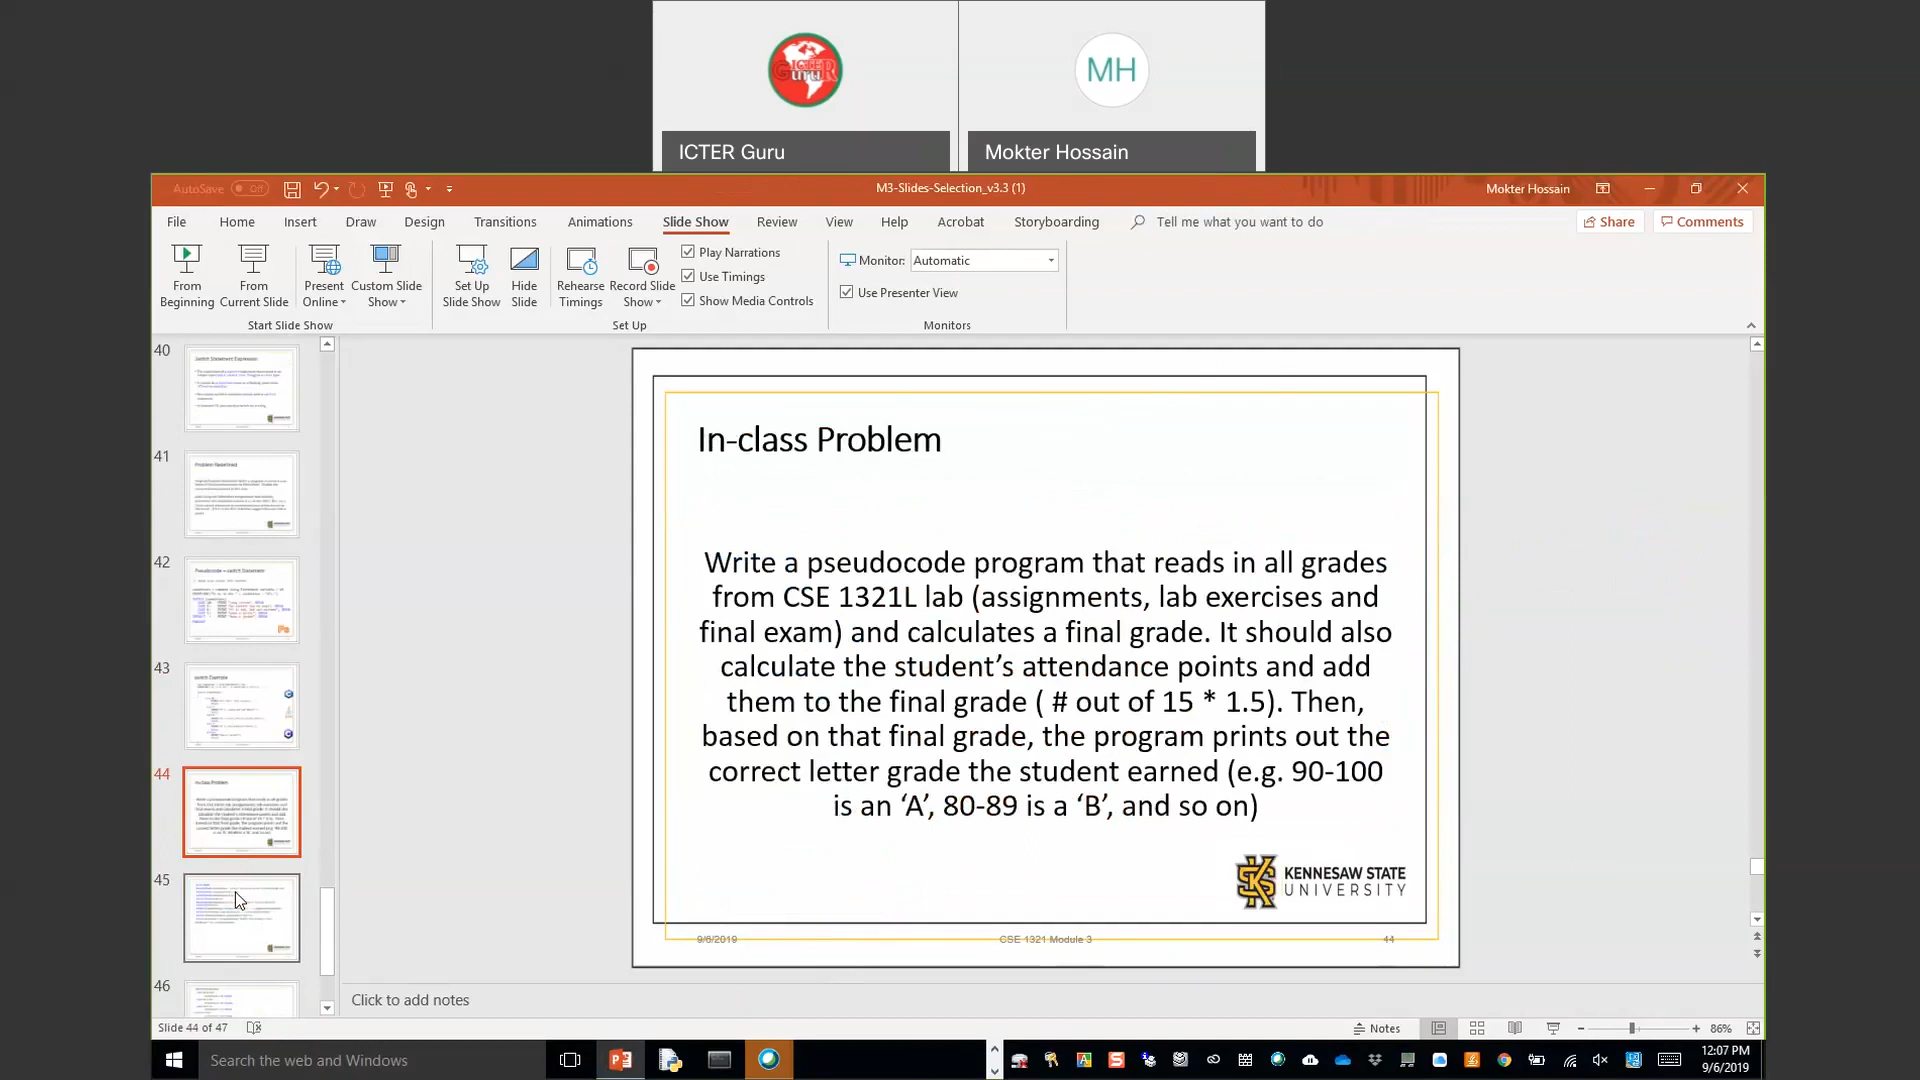 MH
ICTER Guru
Mokter Hossain
AutoSave Off
M3-Slides-Selection_v3.3 (1)
Mokter Hossain
File Home Insert Draw Design Transitions Animations Slide Show Review View Help Acrobat Storyboarding Tell me what you want to do Share Comments
From Beginning
From Current Slide
Present Online
Custom Slide Show
Start Slide Show
Set Up Slide Show
Hide Slide
Rehearse Timings
Record Slide Show
Play Narrations
Use Timings
Show Media Controls
Set Up
Monitor: Automatic
Use Presenter View
Monitors
40
41
42
43
44
45
46
In-class Problem
Write a pseudocode program that reads in all grades
from CSE 1321L lab (assignments, lab exercises and
final exam) and calculates a final grade. It should also
calculate the student’s attendance points and add
them to the final grade ( # out of 15 * 1.5). Then,
based on that final grade, the program prints out the
correct letter grade the student earned (e.g. 90-100
is an ‘A’, 80-89 is a ‘B’, and so on)
KENNESAW STATE
UNIVERSITY
9/6/2019 CSE 1321 Module 3 44
Click to add notes
Slide 44 of 47 Notes 86%
Search the web and Windows
12:07 PM
9/6/2019